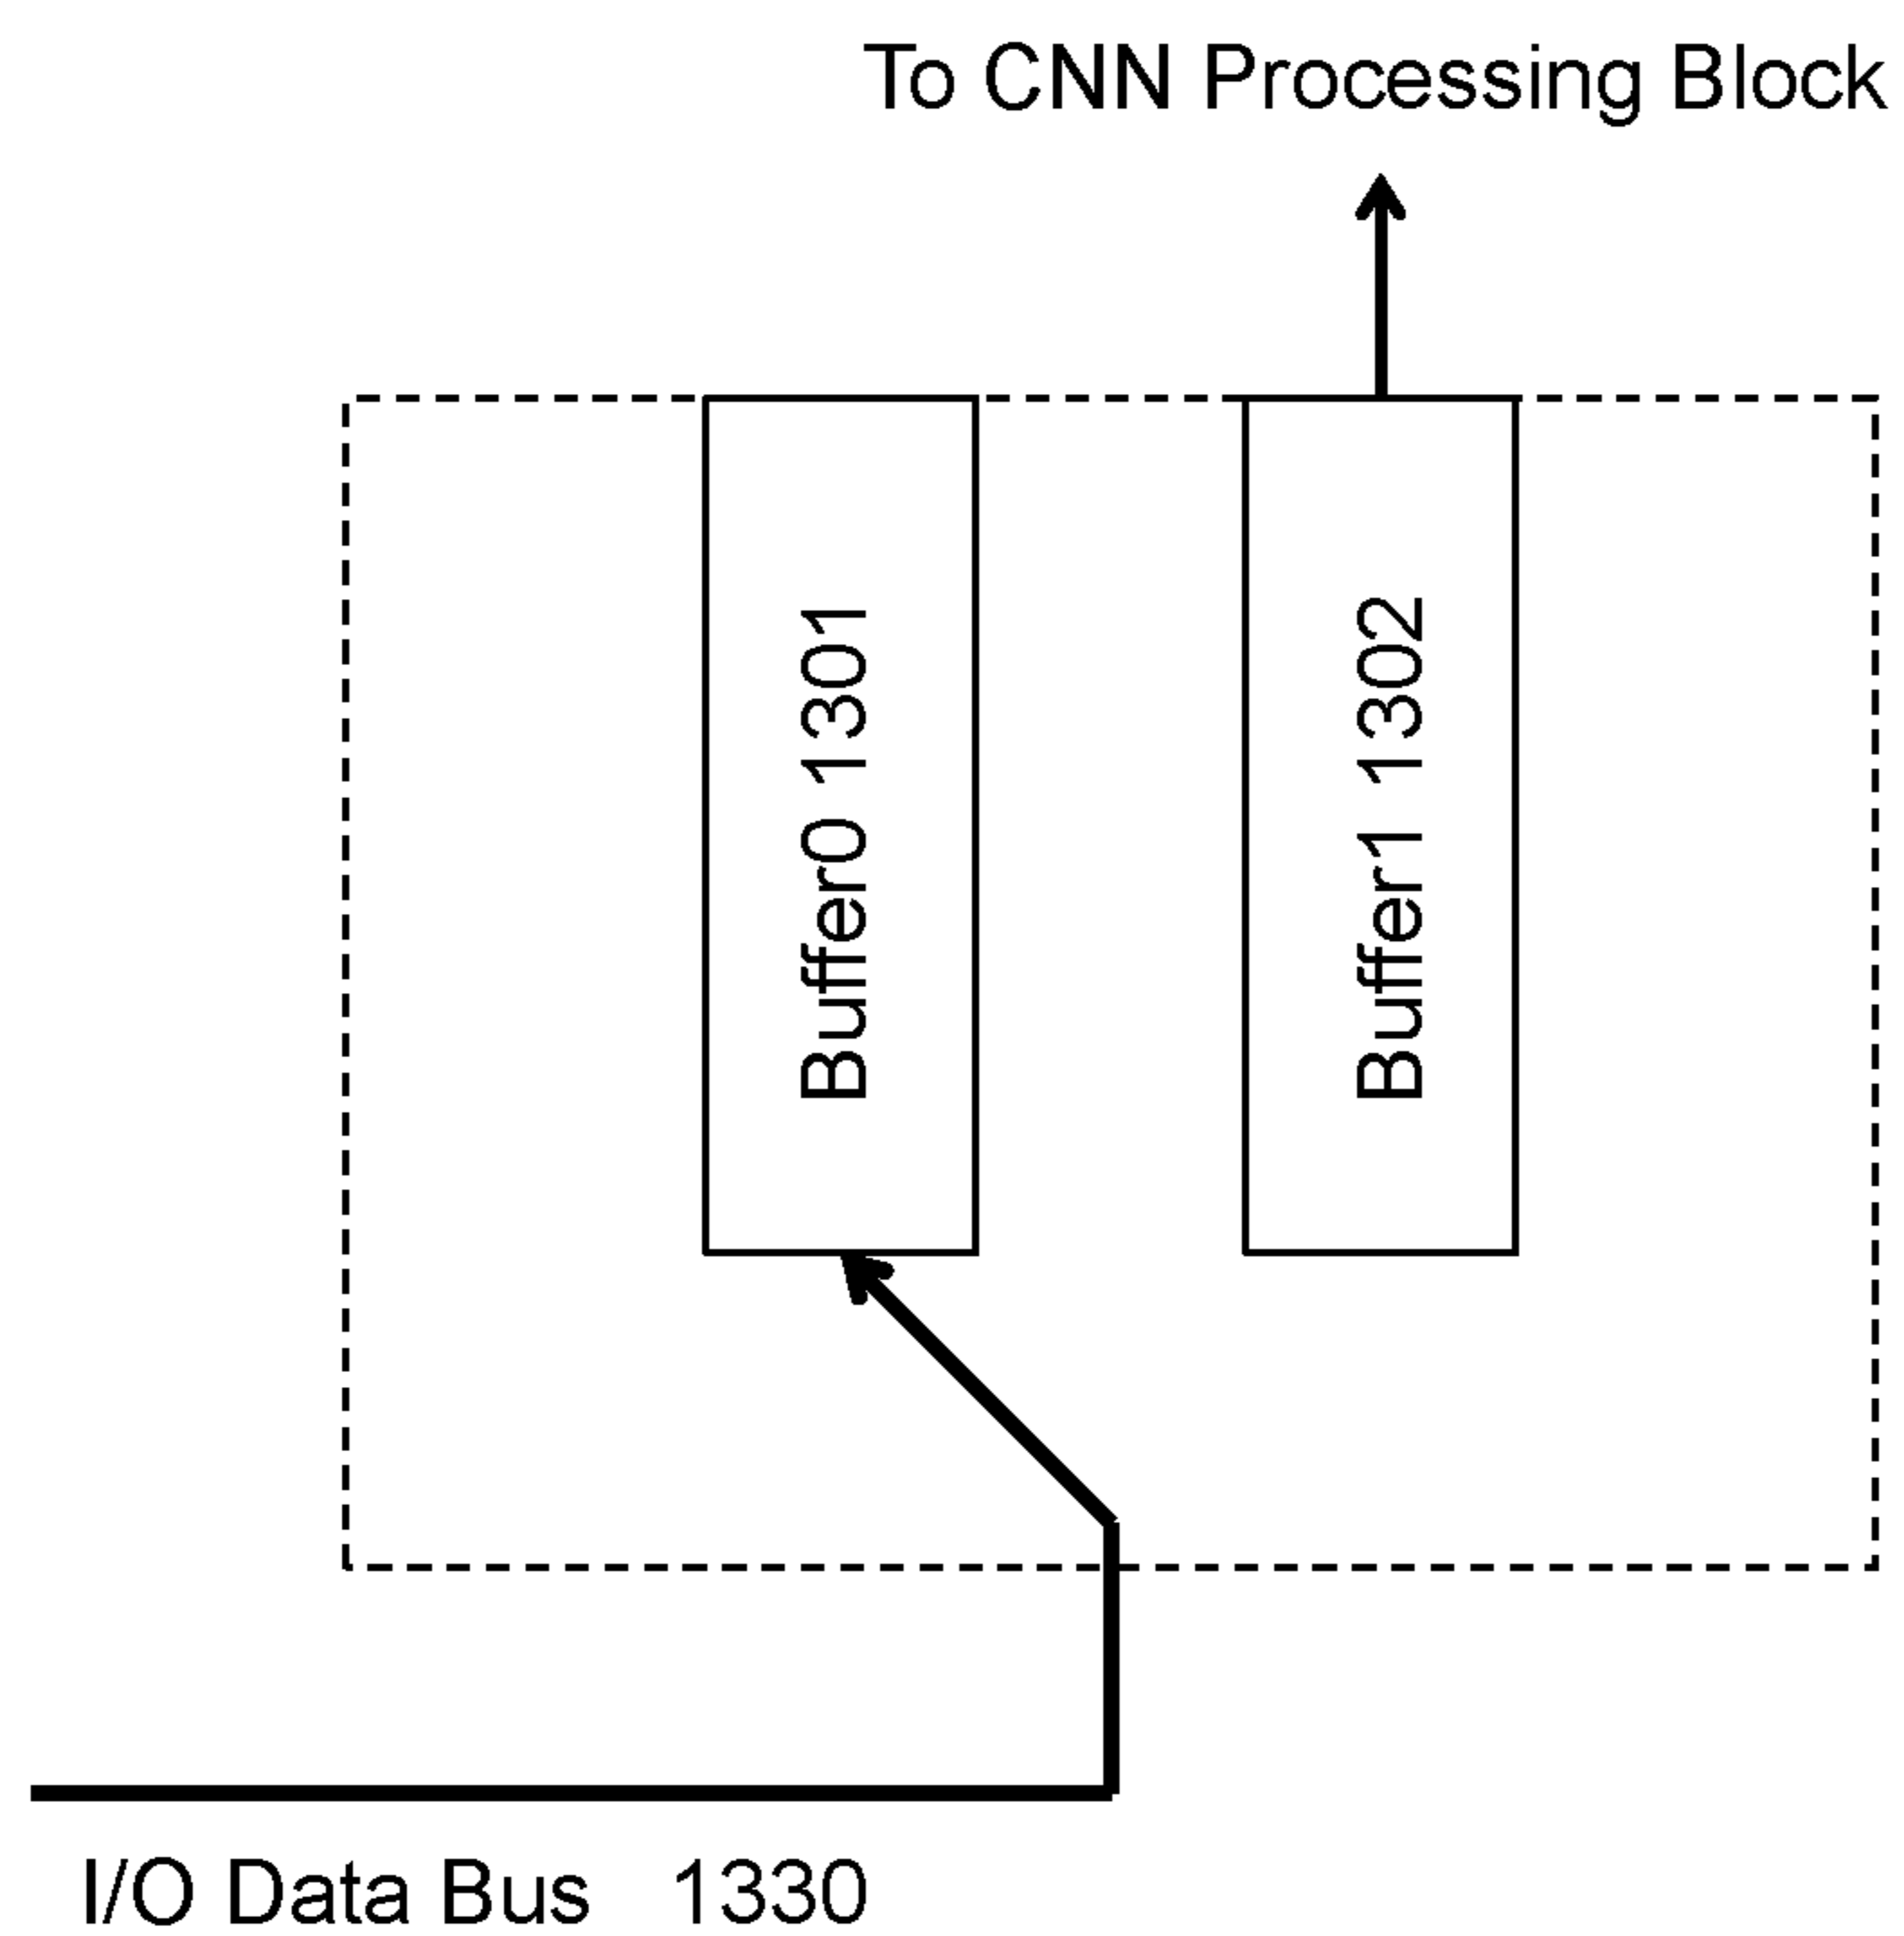 To CNN Processing Block
Buffer0 1301
Buffer1 1302
I/O Data Bus 1330